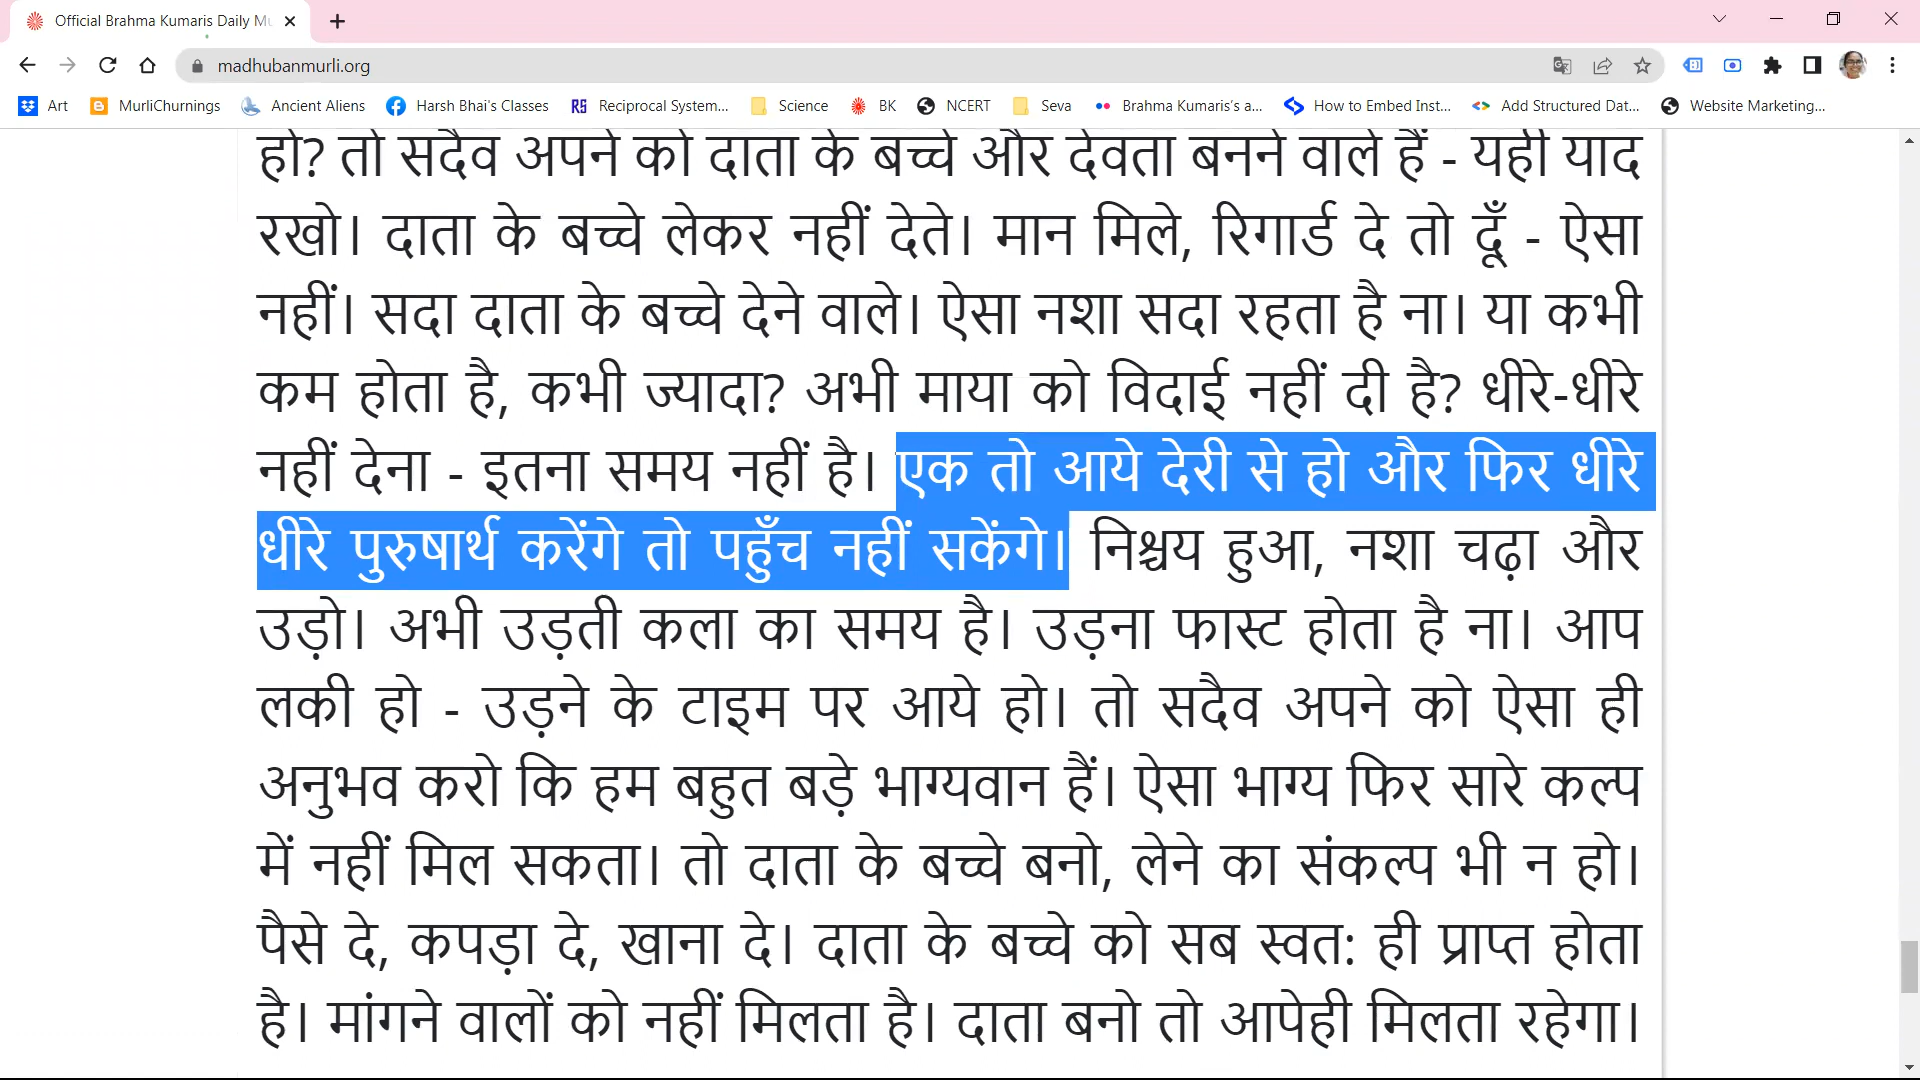 Official Brahma Kumaris Daily Mu
madhubanmurli.org
Art MurliChurnings Ancient Aliens Harsh Bhai's Classes RS Reciprocal System... Science BK NCERT Seva Brahma Kumaris's a... How to Embed Inst... Add Structured Dat... Website Marketing...
हो? तो सदैव अपने को दाता के बच्चे और देवता बनने वाले हैं - यही याद
रखो। दाता के बच्चे लेकर नहीं देते। मान मिले, रिगार्ड दे तो दूँ - ऐसा
नहीं। सदा दाता के बच्चे देने वाले। ऐसा नशा सदा रहता है ना। या कभी
कम होता है, कभी ज्यादा? अभी माया को विदाई नहीं दी है? धीरे-धीरे
नहीं देना - इतना समय नहीं है। एक तो आये देरी से हो और फिर धीरे
धीरे पुरुषार्थ करेंगे तो पहुँच नहीं सकेंगे। निश्चय हुआ, नशा चढ़ा और
उड़ो। अभी उड़ती कला का समय है। उड़ना फास्ट होता है ना। आप
लकी हो - उड़ने के टाइम पर आये हो। तो सदैव अपने को ऐसा ही
अनुभव करो कि हम बहुत बड़े भाग्यवान हैं। ऐसा भाग्य फिर सारे कल्प
में नहीं मिल सकता। तो दाता के बच्चे बनो, लेने का संकल्प भी न हो।
पैसे दे, कपड़ा दे, खाना दे। दाता के बच्चे को सब स्वत: ही प्राप्त होता
है। मांगने वालों को नहीं मिलता है। दाता बनो तो आपेही मिलता रहेगा।